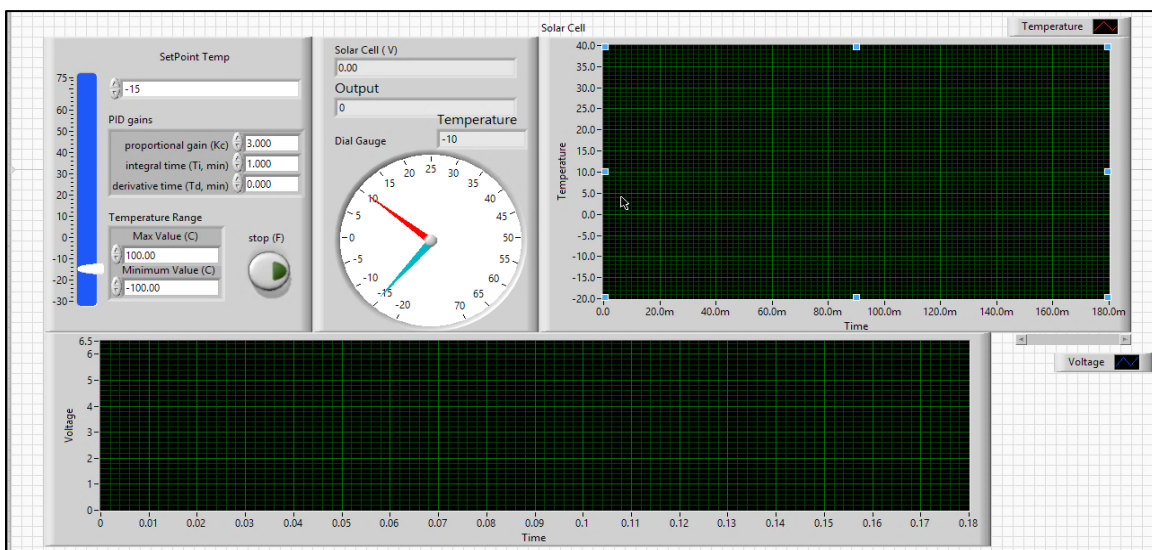 Solar Cell
SetPoint Temp
-15
75
60
50
40
30
20
10
0
-10
-20
-30
PID gains
proportional gain (Kc) 3.000
integral time (Ti, min) 1.000
derivative time (Td, min) 0.000
Temperature Range
Max Value (C)
100.00
Minimum Value (C)
-100.00
stop (F)
Solar Cell ( V)
0.00
Output
0
Temperature
-10
Dial Gauge
-20
-15
-10
-5
0
5
10
15
20
25
30
35
40
45
50
55
60
65
70
Temperature
Temperature
40.0
35.0
30.0
25.0
20.0
15.0
10.0
5.0
0.0
-5.0
-10.0
-15.0
-20.0
0.0 20.0m 40.0m 60.0m 80.0m 100.0m 120.0m 140.0m 160.0m 180.0m
Time
Voltage
Voltage
6.5
6
5
4
3
2
1
0
0 0.01 0.02 0.03 0.04 0.05 0.06 0.07 0.08 0.09 0.1 0.11 0.12 0.13 0.14 0.15 0.16 0.17 0.18
Time